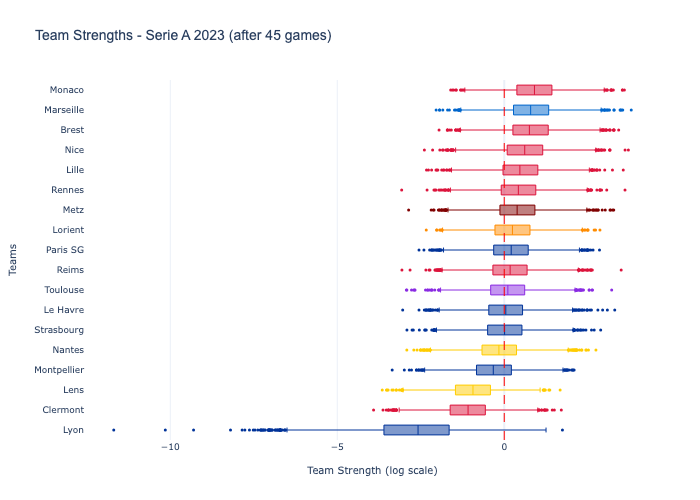 Team Strengths - Serie A 2023 (after 45 games)
Monaco
Marseille
Brest
Nice
Lille
Rennes
Metz
Lorient
Paris SG
Reims
Toulouse
Le Havre
Strasbourg
Nantes
Montpellier
Lens
Clermont
Lyon
Teams
−10
−5
0
Team Strength (log scale)